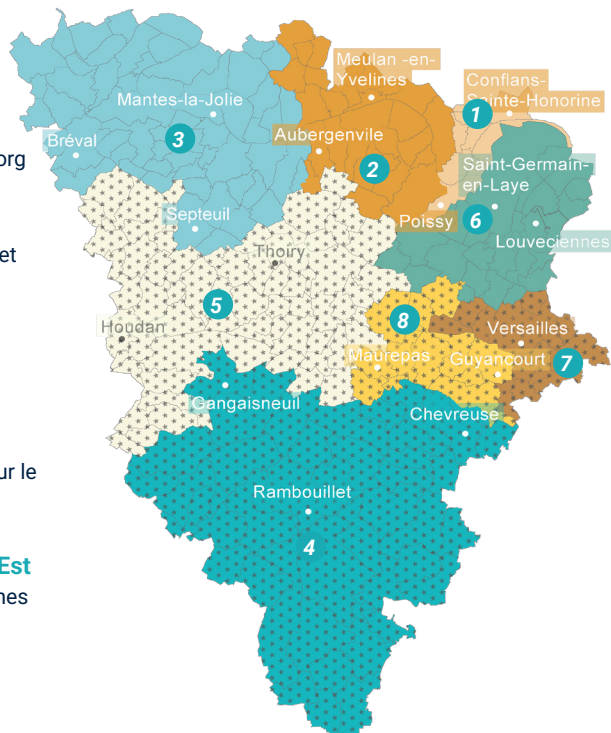 Meulan -en-
Yvelines
Conflans-
Sainte-Honorine
1
Mantes-la-Jolie
3
Aubergenville
Bréval
org
2
Saint-Germain-
en-Laye
Septeuil
Poissy
6
et
Louveciennes
Thoiry
5
8
Houdan
Versailles
Maurepas
Guyancourt
7
Gangaisneuil
Chevreuse
ur le
Rambouillet
4
Est
nes